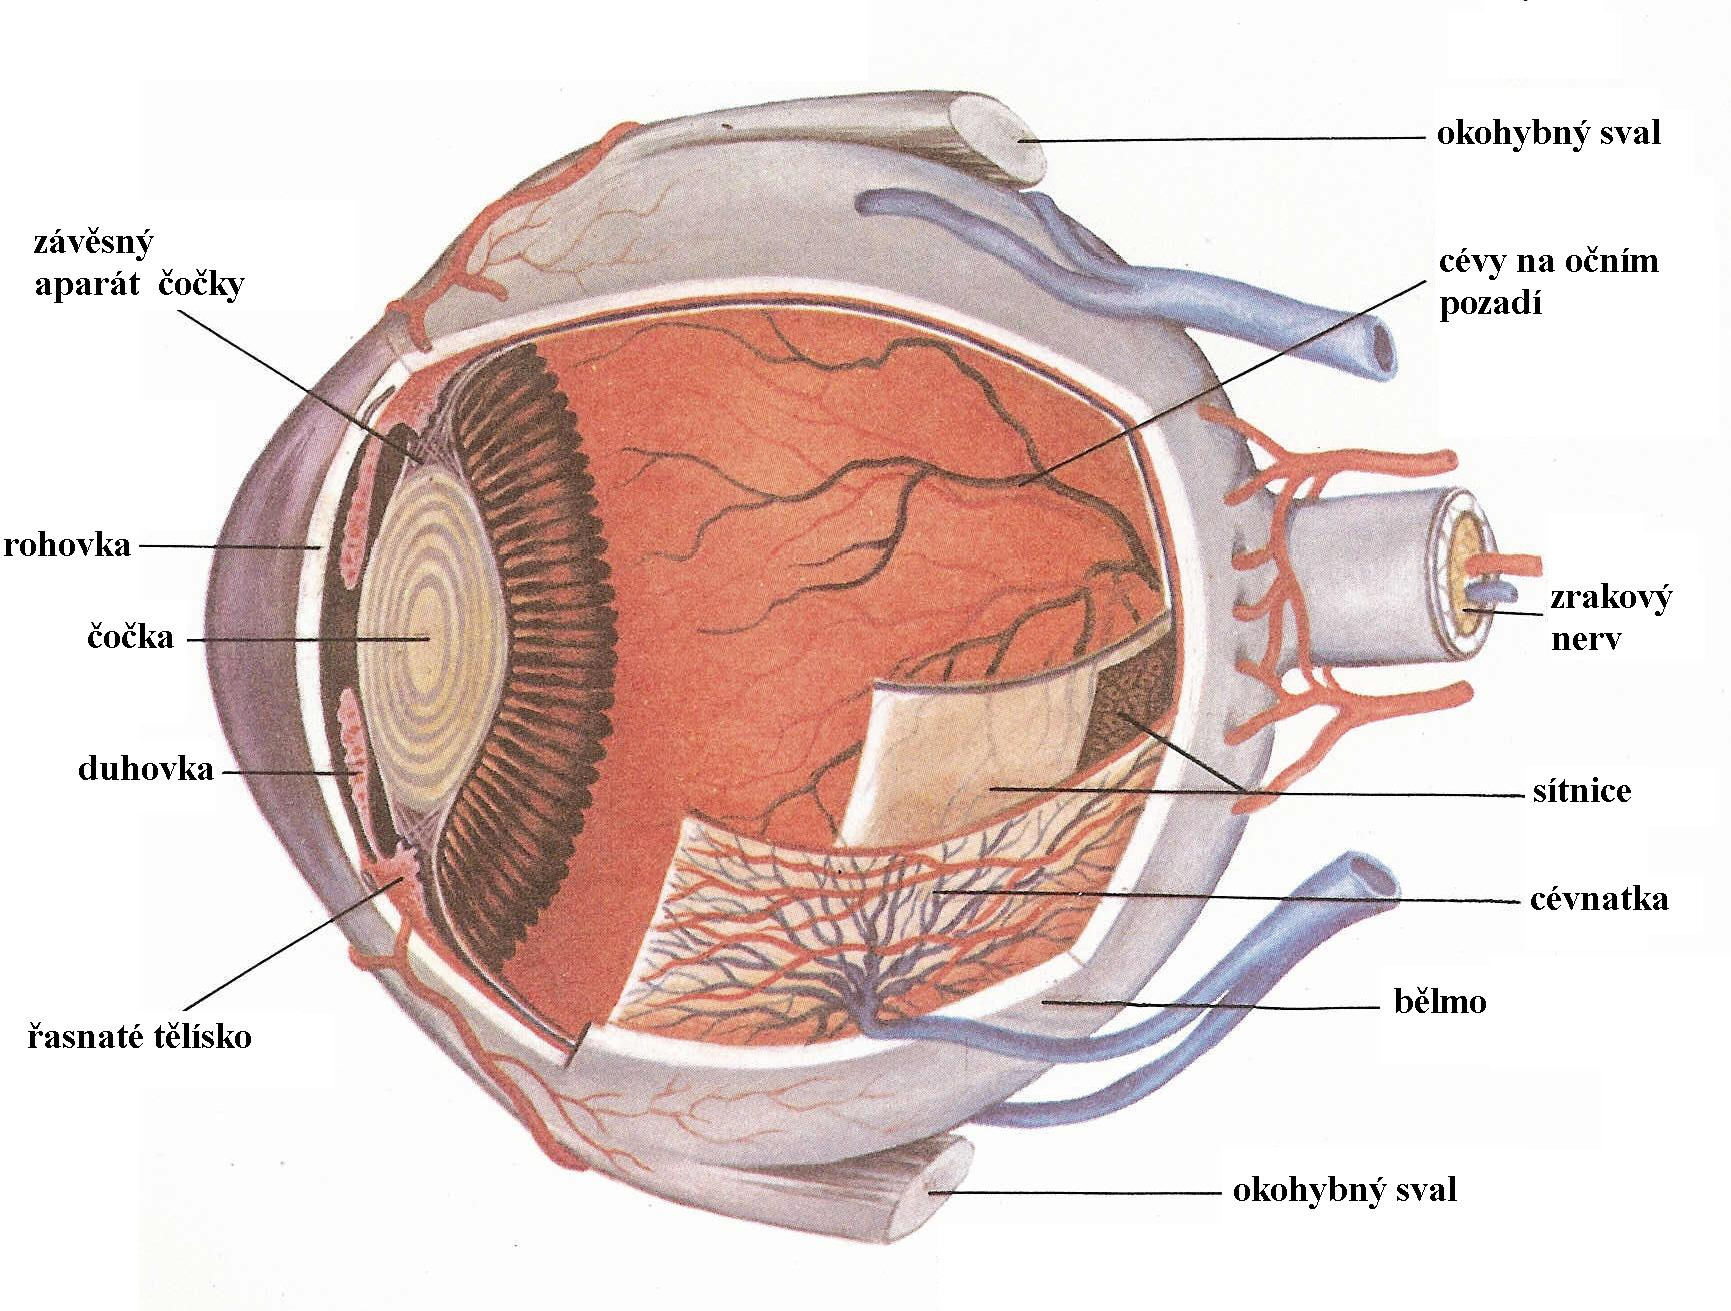 okohybný sval
závěsný
aparát čočky
cévy na očním
pozadí
rohovka
zrakový
nerv
čočka
duhovka
sítnice
cévnatka
bělmo
řasnaté tělísko
okohybný sval